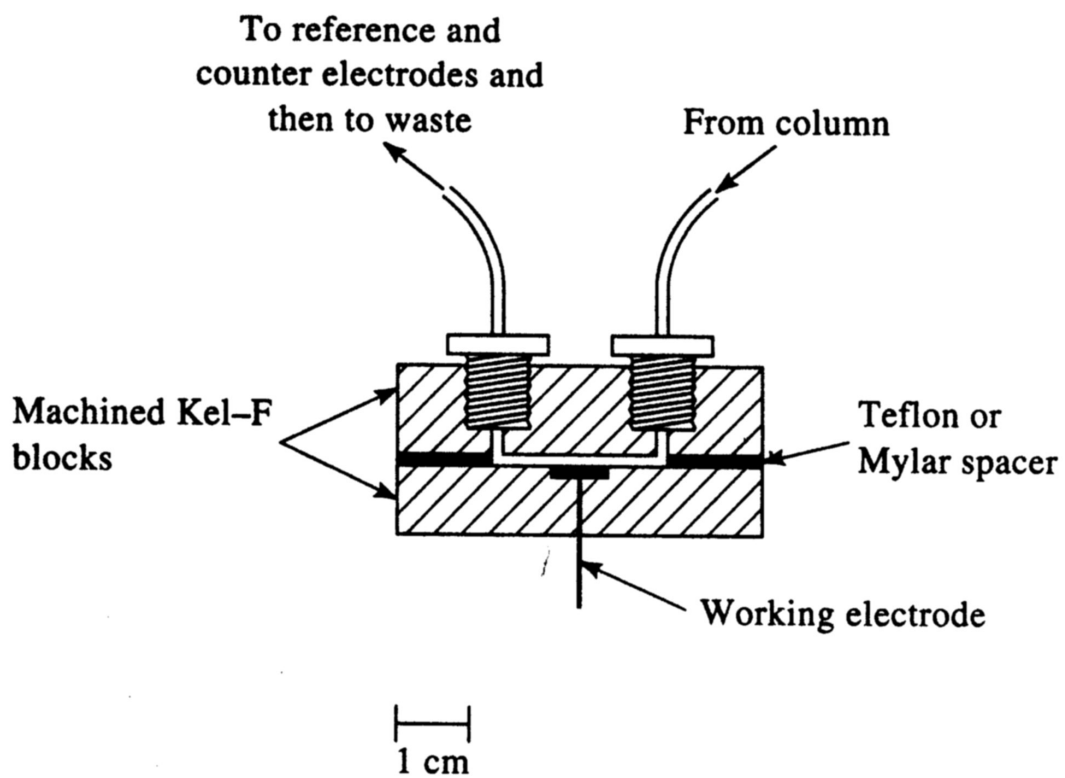 To reference and
counter electrodes and
then to waste
From column
Machined Kel–F
blocks
Teflon or
Mylar spacer
Working electrode
1 cm